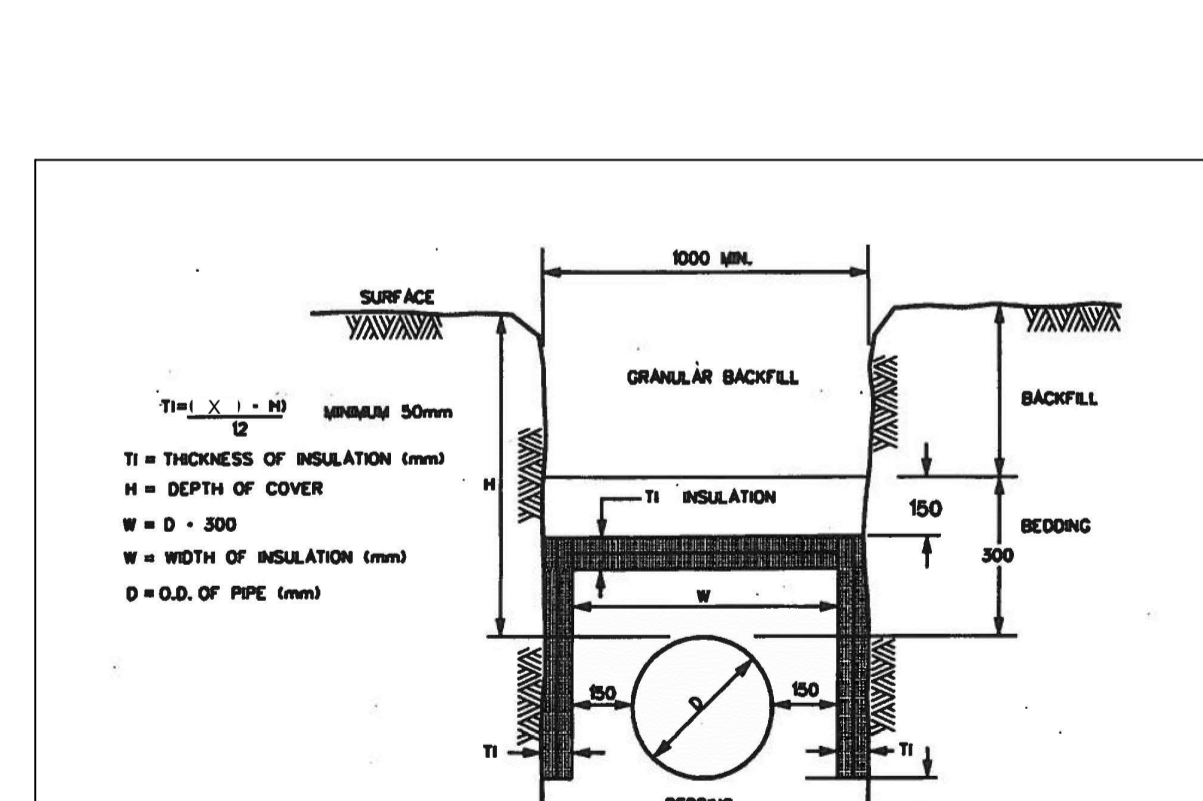 1000 MIN.
SURFACE
GRANULAR BACKFILL
TI=( X ) - H)
12
MINIMUM 50mm
BACKFILL
TI = THICKNESS OF INSULATION (mm)
H = DEPTH OF COVER
H
TI INSULATION
150
W = D + 300
BEDDING
W = WIDTH OF INSULATION (mm)
300
D = O.D. OF PIPE (mm)
W
150
D
150
TI
TI
BEDDING